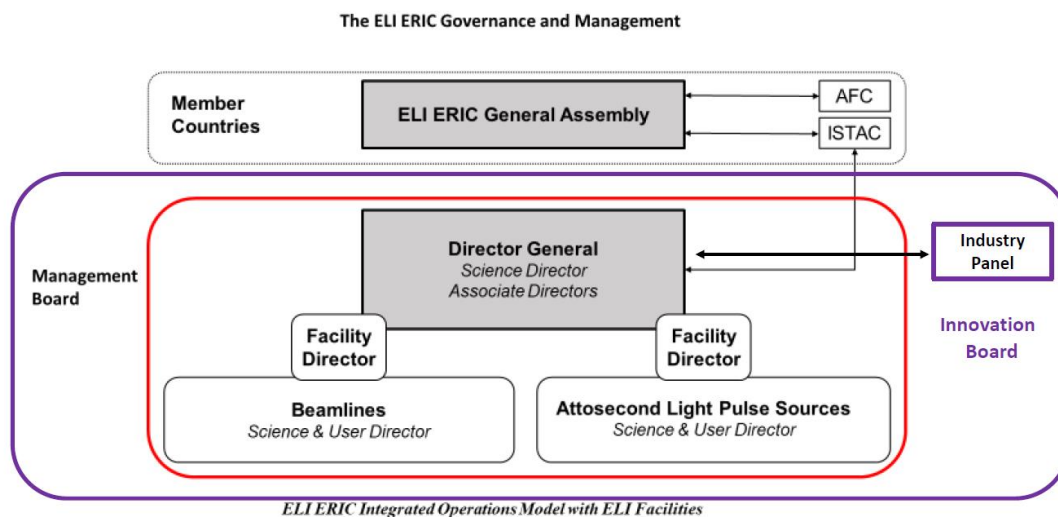 The ELI ERIC Governance and Management
Member
Countries
ELI ERIC General Assembly
AFC
ISTAC
Management
Board
Director General
Science Director
Associate Directors
Industry
Panel
Innovation
Board
Facility
Director
Facility
Director
Beamlines
Science & User Director
Attosecond Light Pulse Sources
Science & User Director
ELI ERIC Integrated Operations Model with ELI Facilities